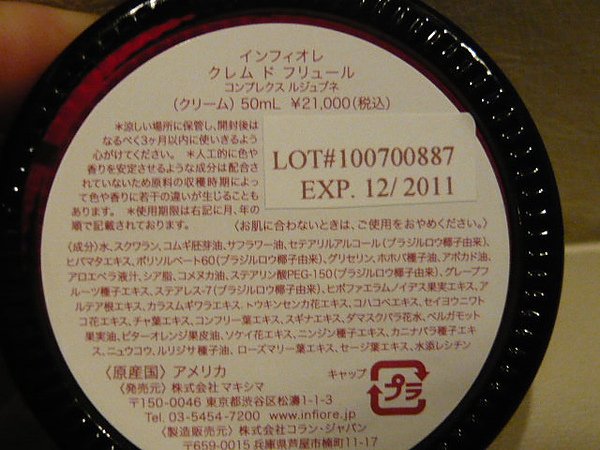 インフィオレ
クレム ド フリュール
コンプレクス ルジュブネ
(クリーム) 50mL ¥21,000(税込)
＊涼しい場所に保管し、開封後は
なるべく3ヶ月以内に使いきるよう
心がけてください。 ＊人工的に色や
香りを安定させるような成分は配合さ
れていないため原料の収穫時期によっ
て色や香りに若干の違いが生じることも
あります。 ＊使用期限は右記に月、年の
順で記載されております。
LOT#100700887
EXP. 12/ 2011
〈お肌に合わないときは、ご使用をおやめください。〉
〈成分〉水、スクワラン、コムギ胚芽油、サフラワー油、セテアリルアルコール(ブラジルロウ椰子由来)、
ヒバマタエキス、ポリソルベート60(ブラジルロウ椰子由来)、グリセリン、ホホバ種子油、アボカド油、
アロエベラ液汁、シア脂、コメヌカ油、ステアリン酸PEG-150(ブラジルロウ椰子由来)、グレープフ
ルーツ種子エキス、ステアレス-7(ブラジルロウ椰子由来)、ヒポファエラムノイデス果実エキス、ア
ルテア根エキス、カラスムギワラエキス、トウキンセンカ花エキス、コハコベエキス、セイヨウニワト
コ花エキス、チャ葉エキス、コンフリー葉エキス、スギナエキス、ダマスクバラ花水、ベルガモット
果実油、ビターオレンジ果皮油、ソケイ花エキス、ニンジン種子エキス、カニナバラ種子エキ
ス、ニュウコウ、ルリジサ種子油、ローズマリー葉エキス、セージ葉エキス、水添レシチン
〈原産国〉アメリカ
〈発売元〉株式会社 マキシマ
〒150-0046 東京都渋谷区松濤1-1-3
Tel. 03-5454-7200 www.infiore.jp
〈製造販売元〉株式会社コラン・ジャパン
〒659-0015 兵庫県芦屋市楠町11-17
キャップ
プラ